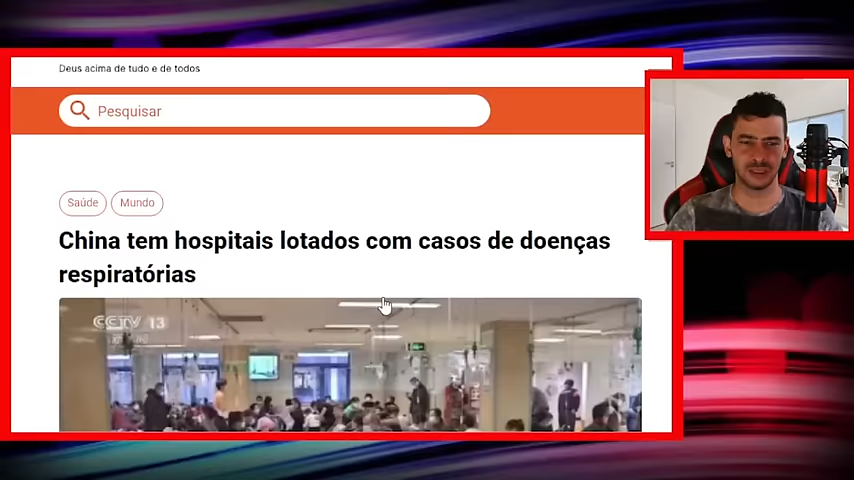 Deus acima de tudo e de todos
Pesquisar
Saúde Mundo
China tem hospitais lotados com casos de doenças
respiratórias
CCTV 13